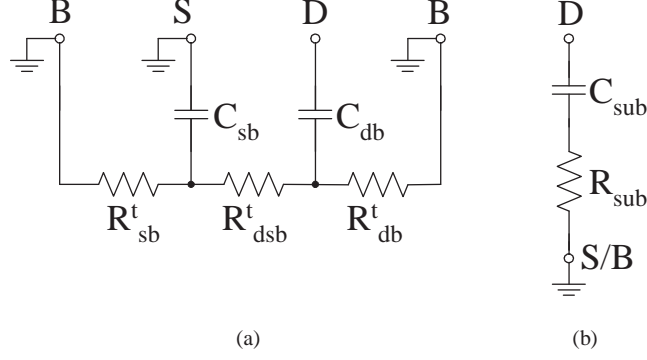 B S D B
C_sb C_db
R^t_sb R^t_dsb R^t_db
D
C_sub
R_sub
S/B
(a) (b)